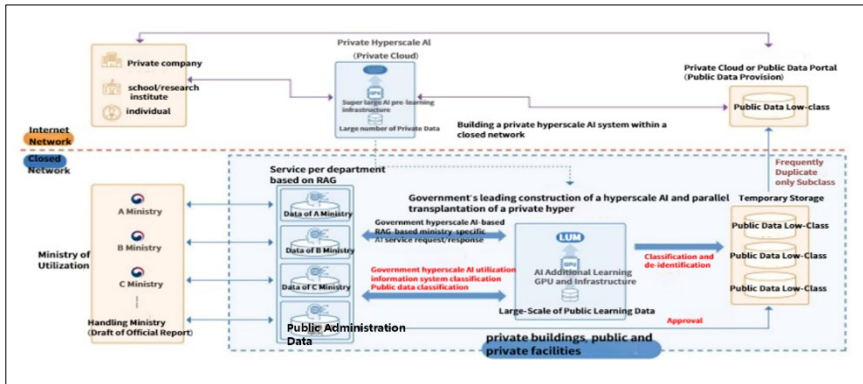 Private company
school/research
institute
individual
Private Hyperscale AI
(Private Cloud)
GPU
Super large AI pre-learning
infrastructure
Large number of Private Data
Private Cloud or Public Data Portal
(Public Data Provision)
Public Data Low-class
Building a private hyperscale AI system within a
closed network
Internet
Network
Closed
Network
Frequently
Duplicate
only Subclass
Service per department
based on RAG
Government's leading construction of a hyperscale AI and parallel
transplantation of a private hyper
Temporary Storage
Ministry of
Utilization
A Ministry
B Ministry
C Ministry
Handling Ministry
(Draft of Official Report)
Data of A Ministry
Data of B Ministry
Data of C Ministry
Public Administration
Data
Government hyperscale AI-based
RAG-based ministry-specific
AI service request/response
Government hyperscale AI utilization
information system classification
Public data classification
LUM
GPU
AI Additional Learning
GPU and Infrastructure
Large-Scale of Public Learning Data
Classification and
de-identification
Approval
Public Data Low-Class
Public Data Low-Class
Public Data Low-Class
private buildings, public and
private facilities